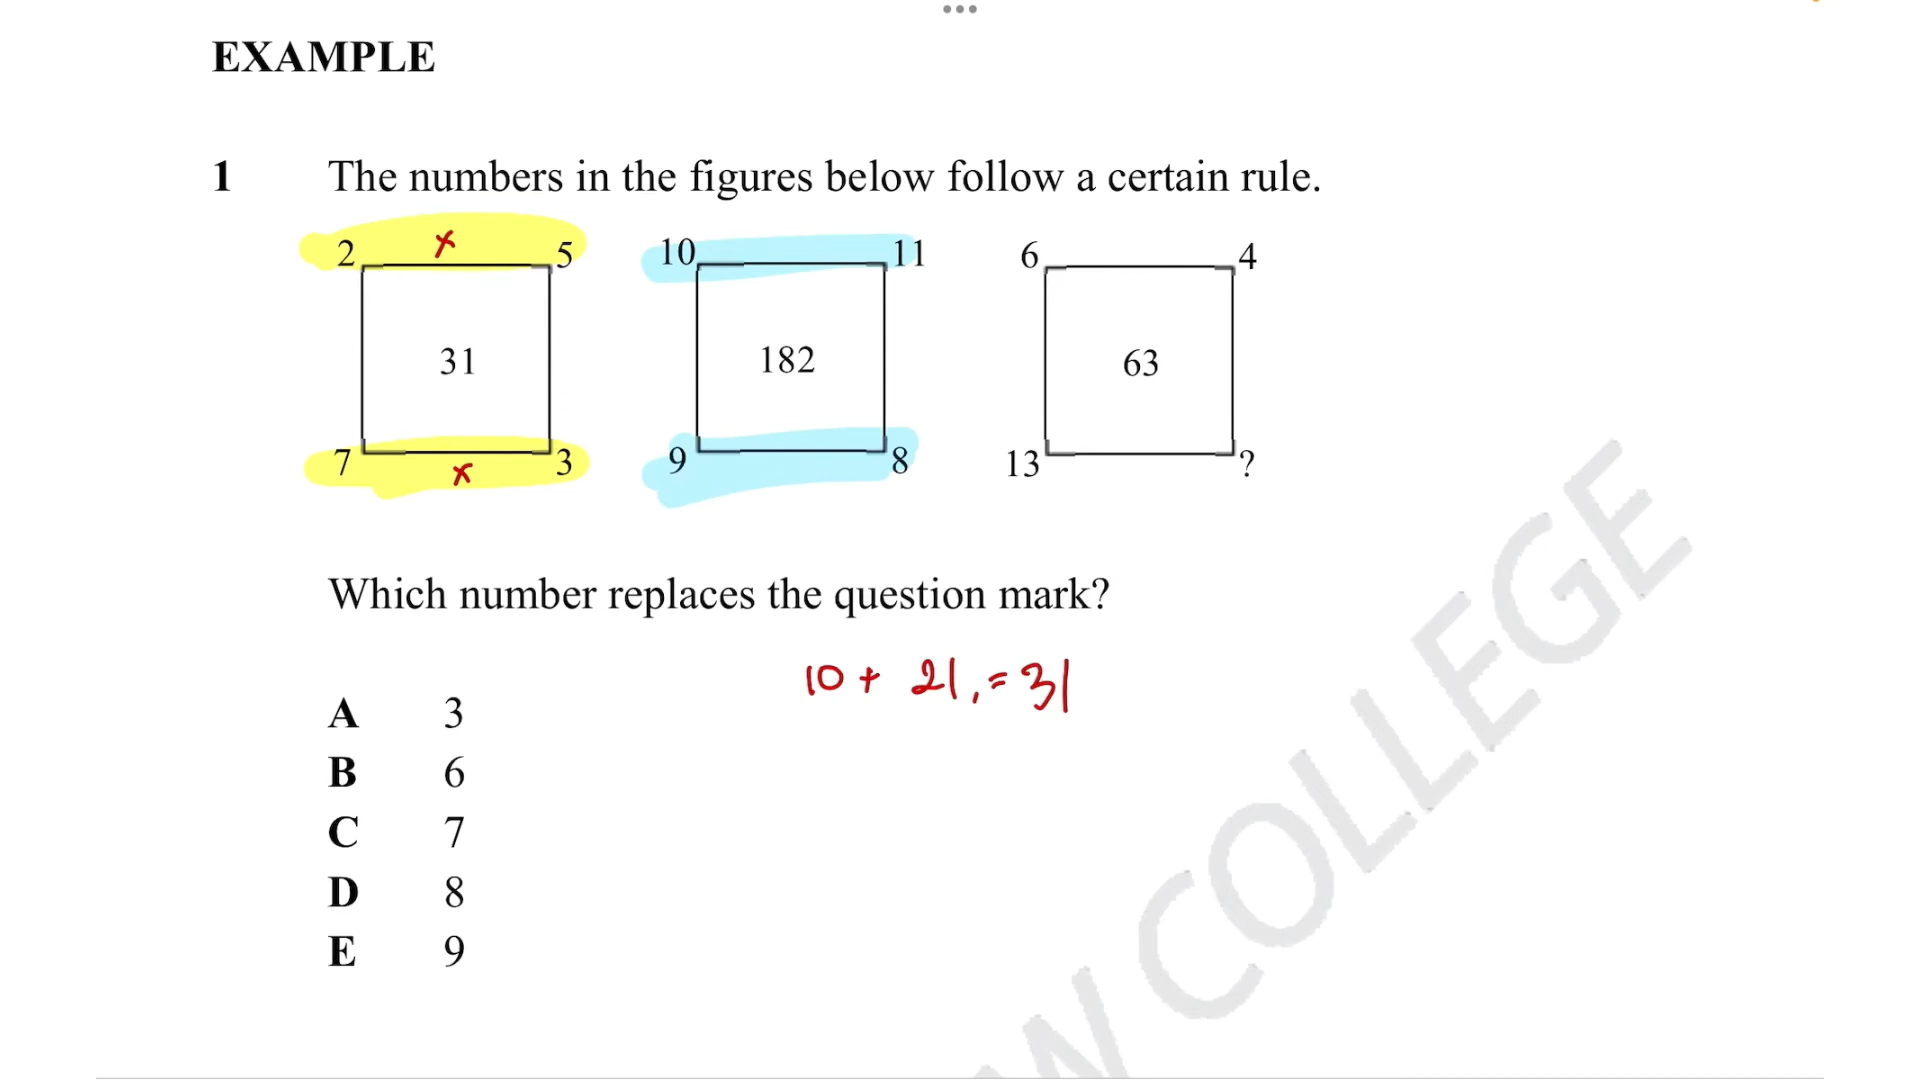 EXAMPLE
1 The numbers in the figures below follow a certain rule.
2 × 5 10 11 6 4
31 182 63
7 × 3 9 8 13 ?
Which number replaces the question mark?
10 + 21, = 31
A 3
B 6
C 7
D 8
E 9
W COLLEGE